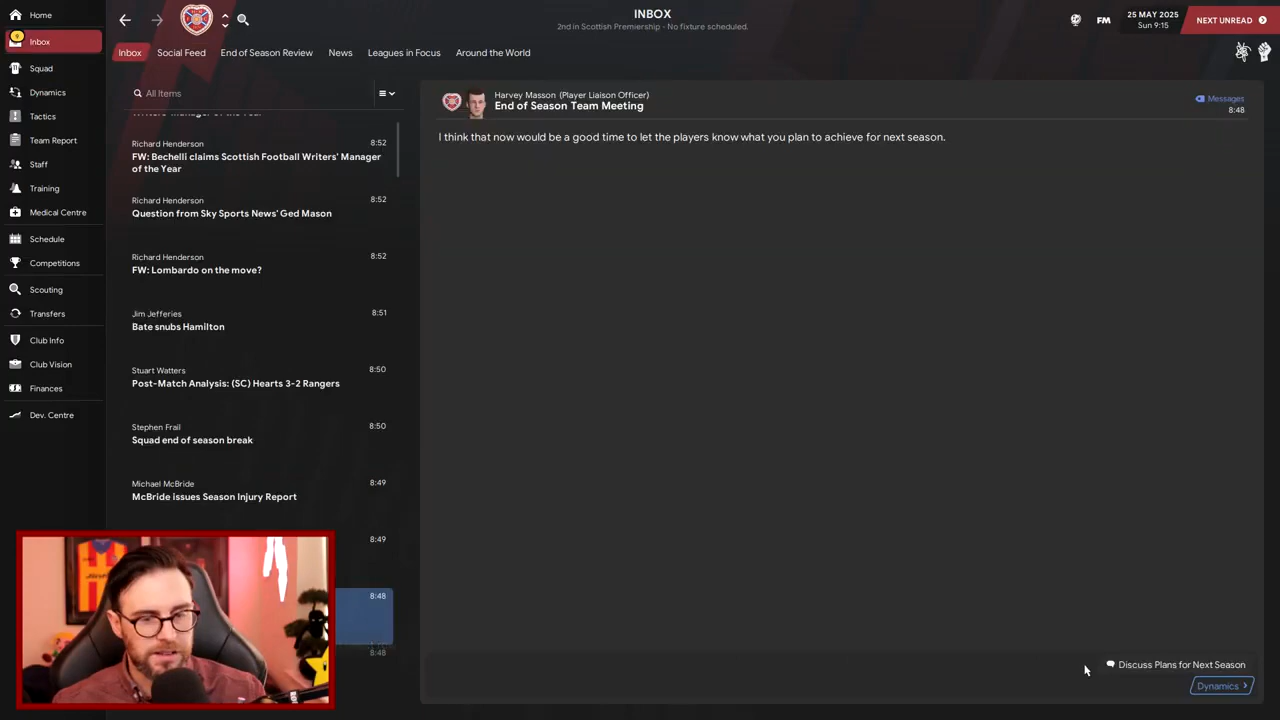 Home
Inbox
Squad
Dynamics
Tactics
Team Report
Staff
Training
Medical Centre
Schedule
Competitions
Scouting
Transfers
Club Info
Club Vision
Finances
Dev. Centre
INBOX
2nd in Scottish Premiership - No fixture scheduled.
FM
25 MAY 2025
Sun 9:15
NEXT UNREAD
Inbox
Social Feed
End of Season Review
News
Leagues in Focus
Around the World
All Items
Richard Henderson
8:52
FW: Bechelli claims Scottish Football Writers' Manager
of the Year
Richard Henderson
8:52
Question from Sky Sports News' Ged Mason
Richard Henderson
8:52
FW: Lombardo on the move?
Jim Jefferies
8:51
Bate snubs Hamilton
Stuart Watters
8:50
Post-Match Analysis: (SC) Hearts 3-2 Rangers
Stephen Frail
8:50
Squad end of season break
Michael McBride
8:49
McBride issues Season Injury Report
8:49
8:48
8:48
Harvey Masson (Player Liaison Officer)
End of Season Team Meeting
Messages
8:48
I think that now would be a good time to let the players know what you plan to achieve for next season.
Discuss Plans for Next Season
Dynamics